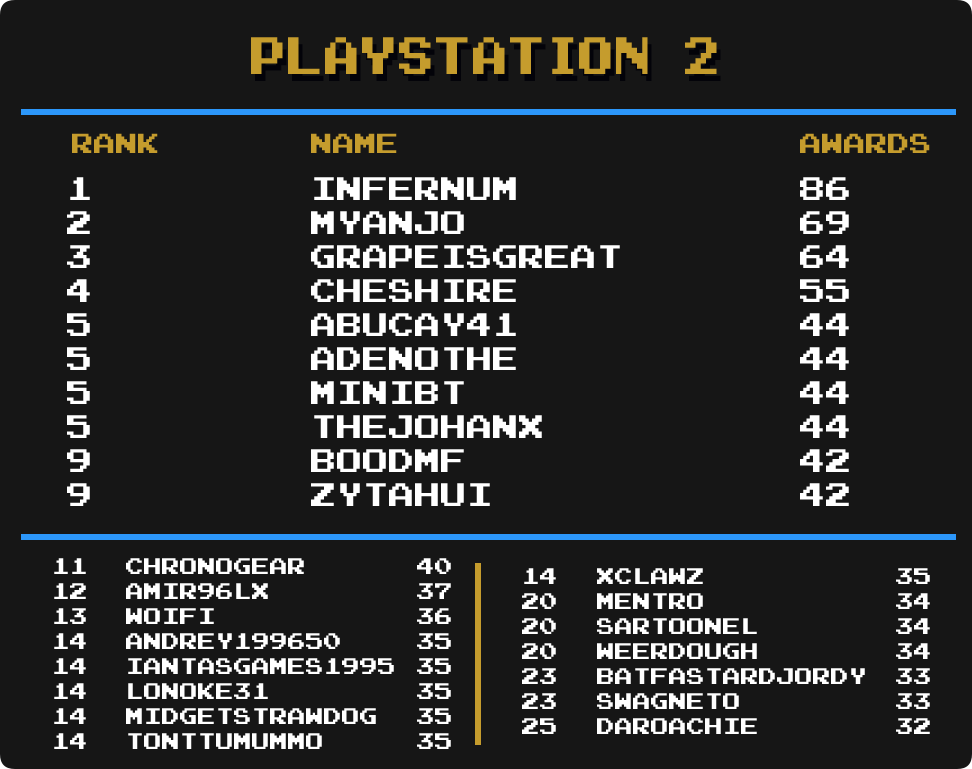 PLAYSTATION 2
RANK NAME AWARDS
1 INFERNUM 86
2 MYANJO 69
3 GRAPEISGREAT 64
4 CHESHIRE 55
5 ABUCAY41 44
5 ADENOTHE 44
5 MINIBT 44
5 THEJOHANX 44
9 BOODMF 42
9 ZYTAHUI 42
11 CHRONOGEAR 40
12 AMIR96LX 37
13 WOIFI 36
14 ANDREY199650 35
14 IANTASGAMES1995 35
14 LONOKE31 35
14 MIDGETSTRAWDOG 35
14 TONTTUMUMMO 35
14 XCLAWZ 35
20 MENTRO 34
20 SARTOONEL 34
20 WEERDOUGH 34
23 BATFASTARDJORDY 33
23 SWAGNETO 33
25 DAROACHIE 32